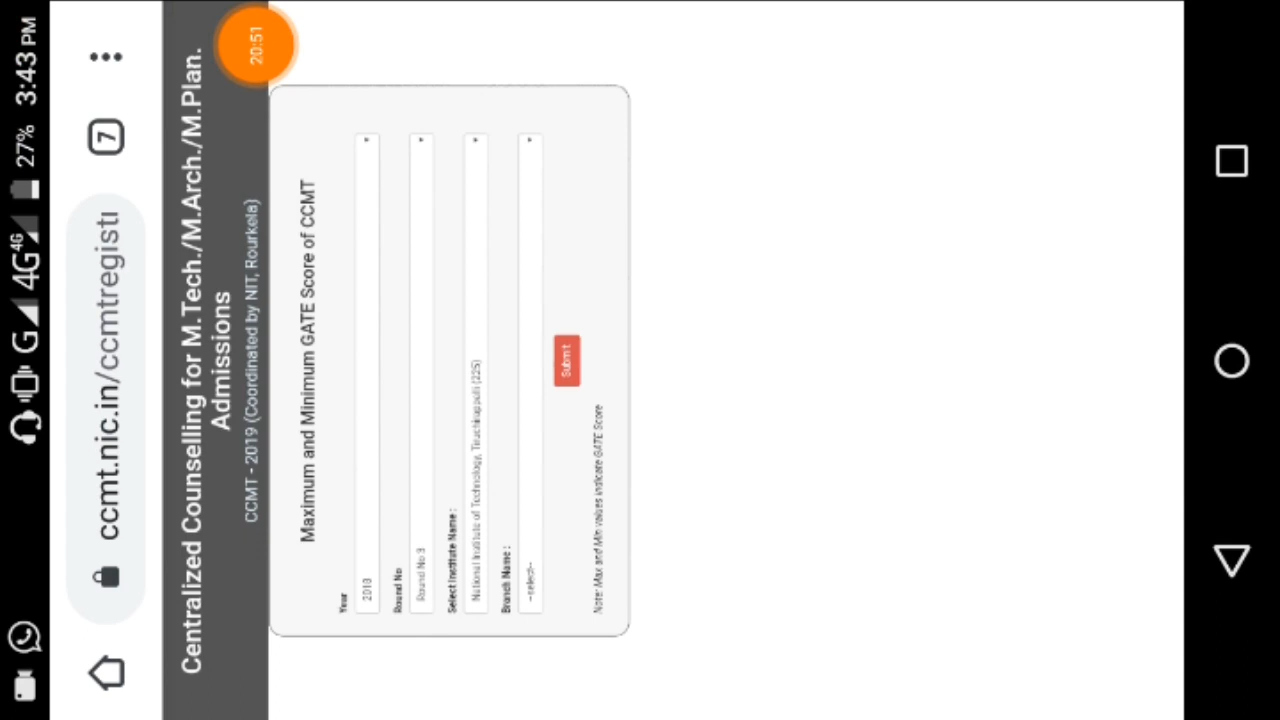 G 4G 4G 27% 3:43 PM
ccmt.nic.in/ccmtregisti
7
20:51
Centralized Counselling for M.Tech./M.Arch./M.Plan.
Admissions
CCMT - 2019 (Coordinated by NIT, Rourkela)
Maximum and Minimum GATE Score of CCMT
Year
2018
Round No
Round No 3
Select Institute Name :
National Institute of Technology, Tiruchirappalli (225)
Branch Name :
--select--
Submit
Note: Max and Min values indicate GATE Score